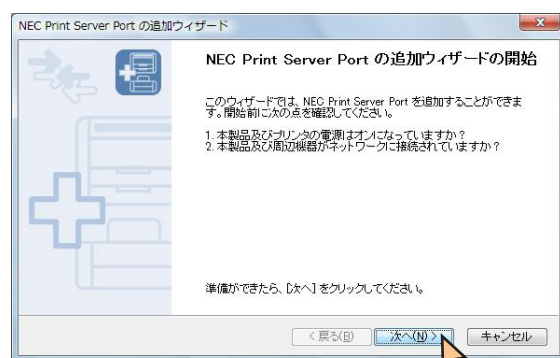 NEC Print Server Port の追加ウィザード
NEC Print Server Port の追加ウィザードの開始
このウィザードでは、NEC Print Server Port を追加することができま
す。開始前に次の点を確認してください。
1. 本製品及びプリンタの電源はオンになっていますか？
2. 本製品及び周辺機器がネットワークに接続されていますか？
準備ができたら、[次へ] をクリックしてください。
< 戻る(B)
次へ(N) >
キャンセル